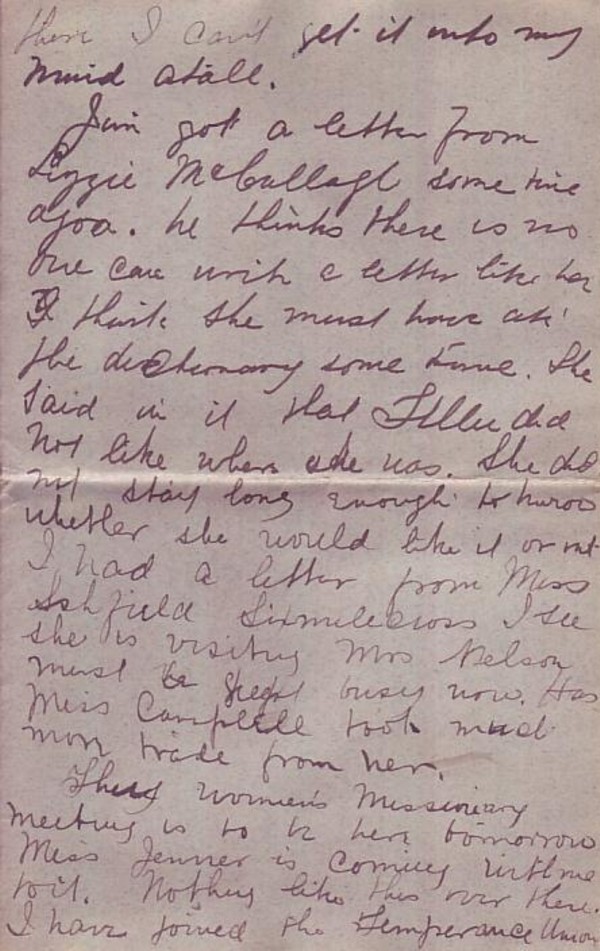 there I can't get it into my
mind atall.
Jim got a letter from
Lizzie McCullagh some time
agoa. he thinks there is no
one can writ a letter like her
I think she must have ate
the dictionary some time. She
said in it that Tillie did
not like where she was. She did
not stay long enough to know
whether she would like it or not
I had a letter from Miss
Ashfield Sixmilecross I see
she is visiting Mrs Nelson
must be busy now. Has
Miss Campbell took much
more trade from her.
The Women's Missionary
meeting is to be here tomorrow
Miss Jenner is coming with me
to it. Nothing like this over there.
I have joined the Temperance Union